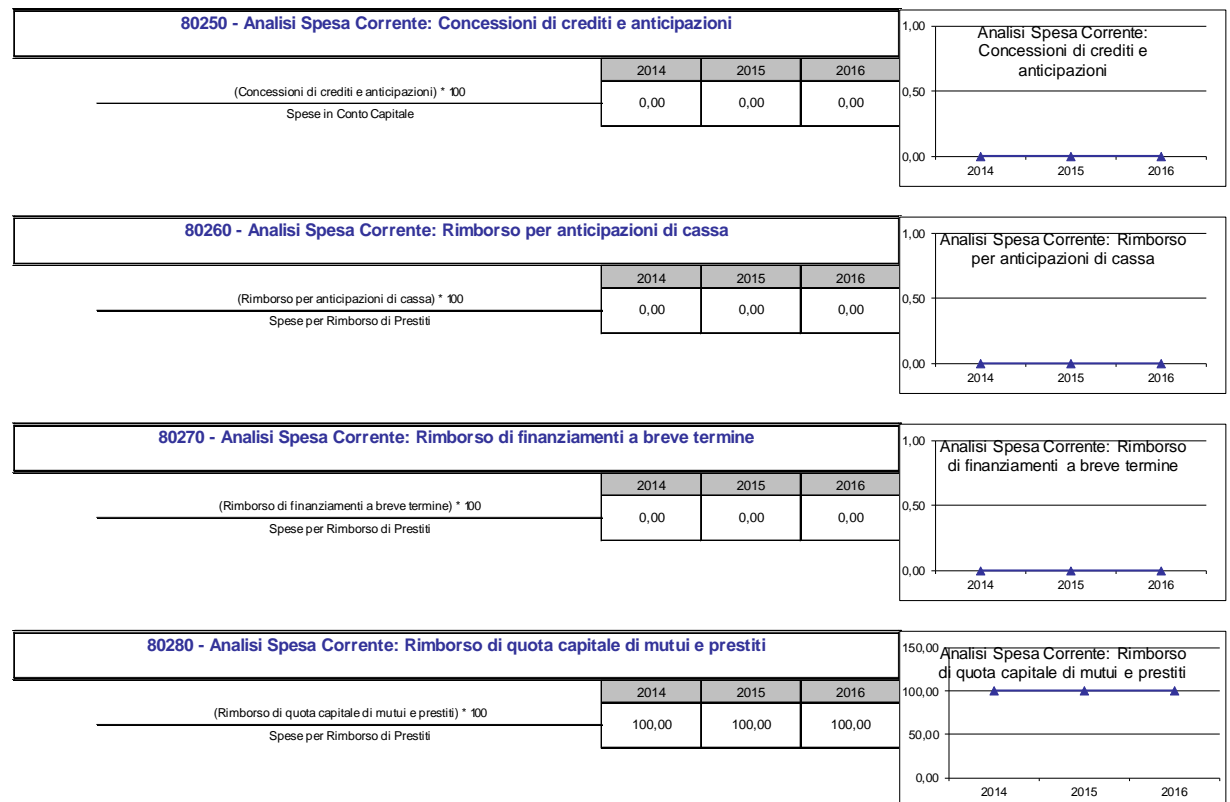 80250 - Analisi Spesa Corrente: Concessioni di crediti e anticipazioni
2014 2015 2016
(Concessioni di crediti e anticipazioni) * 100
Spese in Conto Capitale
0,00 0,00 0,00
Analisi Spesa Corrente:
Concessioni di crediti e
anticipazioni
1,00
0,50
0,00
2014 2015 2016
80260 - Analisi Spesa Corrente: Rimborso per anticipazioni di cassa
2014 2015 2016
(Rimborso per anticipazioni di cassa) * 100
Spese per Rimborso di Prestiti
0,00 0,00 0,00
Analisi Spesa Corrente: Rimborso
per anticipazioni di cassa
1,00
0,50
0,00
2014 2015 2016
80270 - Analisi Spesa Corrente: Rimborso di finanziamenti a breve termine
2014 2015 2016
(Rimborso di finanziamenti a breve termine) * 100
Spese per Rimborso di Prestiti
0,00 0,00 0,00
Analisi Spesa Corrente: Rimborso
di finanziamenti a breve termine
1,00
0,50
0,00
2014 2015 2016
80280 - Analisi Spesa Corrente: Rimborso di quota capitale di mutui e prestiti
2014 2015 2016
(Rimborso di quota capitale di mutui e prestiti) * 100
Spese per Rimborso di Prestiti
100,00 100,00 100,00
Analisi Spesa Corrente: Rimborso
di quota capitale di mutui e prestiti
150,00
100,00
50,00
0,00
2014 2015 2016